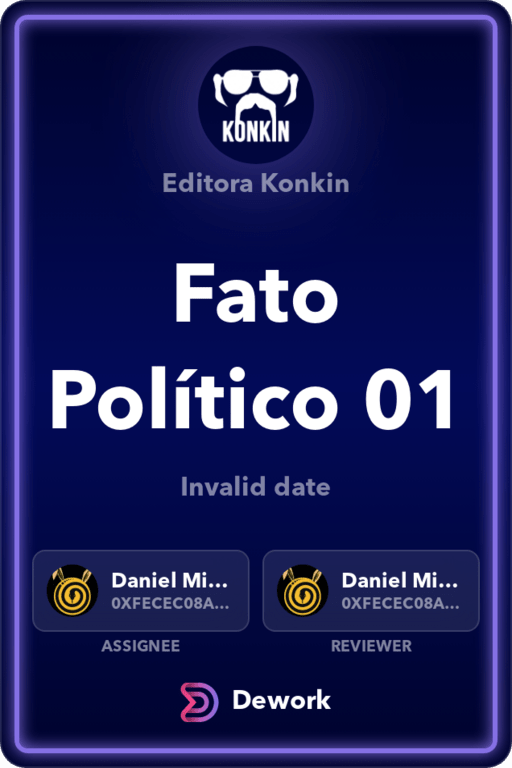 KONKIN
Editora Konkin
Fato
Político 01
Invalid date
Daniel Mi...
0XFECEC08A...
Daniel Mi...
0XFECEC08A...
ASSIGNEE
REVIEWER
Dework